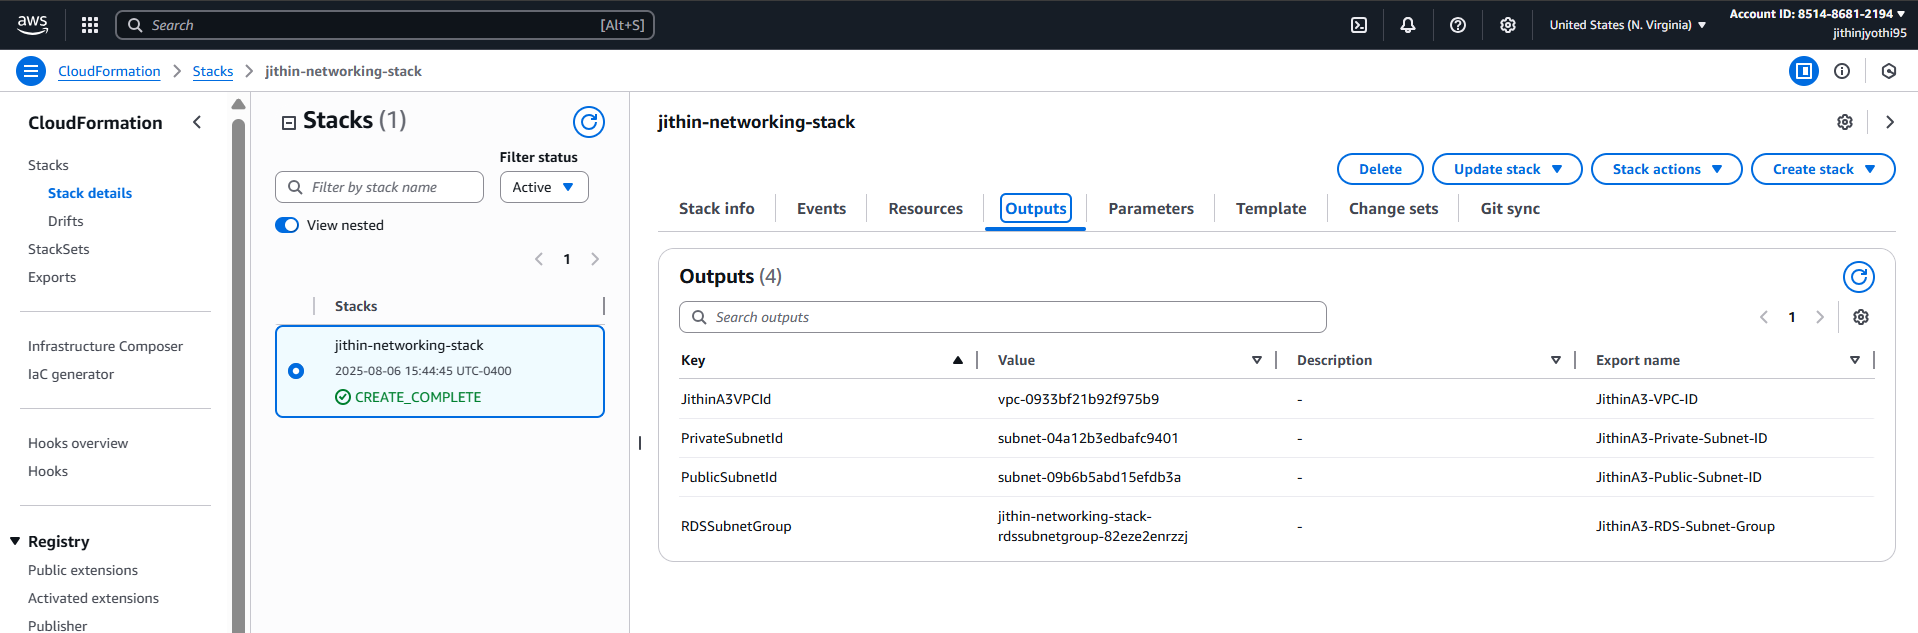 aws
Search [Alt+S]
United States (N. Virginia)
Account ID: 8514-8681-2194
jithinjyothi95
CloudFormation
Stacks
jithin-networking-stack
CloudFormation
Stacks
Stack details
Drifts
StackSets
Exports
Infrastructure Composer
IaC generator
Hooks overview
Hooks
Registry
Public extensions
Activated extensions
Publisher
Stacks (1)
Filter status
Filter by stack name
Active
View nested
1
Stacks
jithin-networking-stack
2025-08-06 15:44:45 UTC-0400
CREATE_COMPLETE
jithin-networking-stack
Delete Update stack Stack actions Create stack
Stack info Events Resources Outputs Parameters Template Change sets Git sync
Outputs (4)
Search outputs
1
Key Value Description Export name
JithinA3VPCId vpc-0933bf21b92f975b9 - JithinA3-VPC-ID
PrivateSubnetId subnet-04a12b3edbafc9401 - JithinA3-Private-Subnet-ID
PublicSubnetId subnet-09b6b5abd15efdb3a - JithinA3-Public-Subnet-ID
RDSSubnetGroup jithin-networking-stack-
rdssubnetgroup-82eze2enrzzj - JithinA3-RDS-Subnet-Group